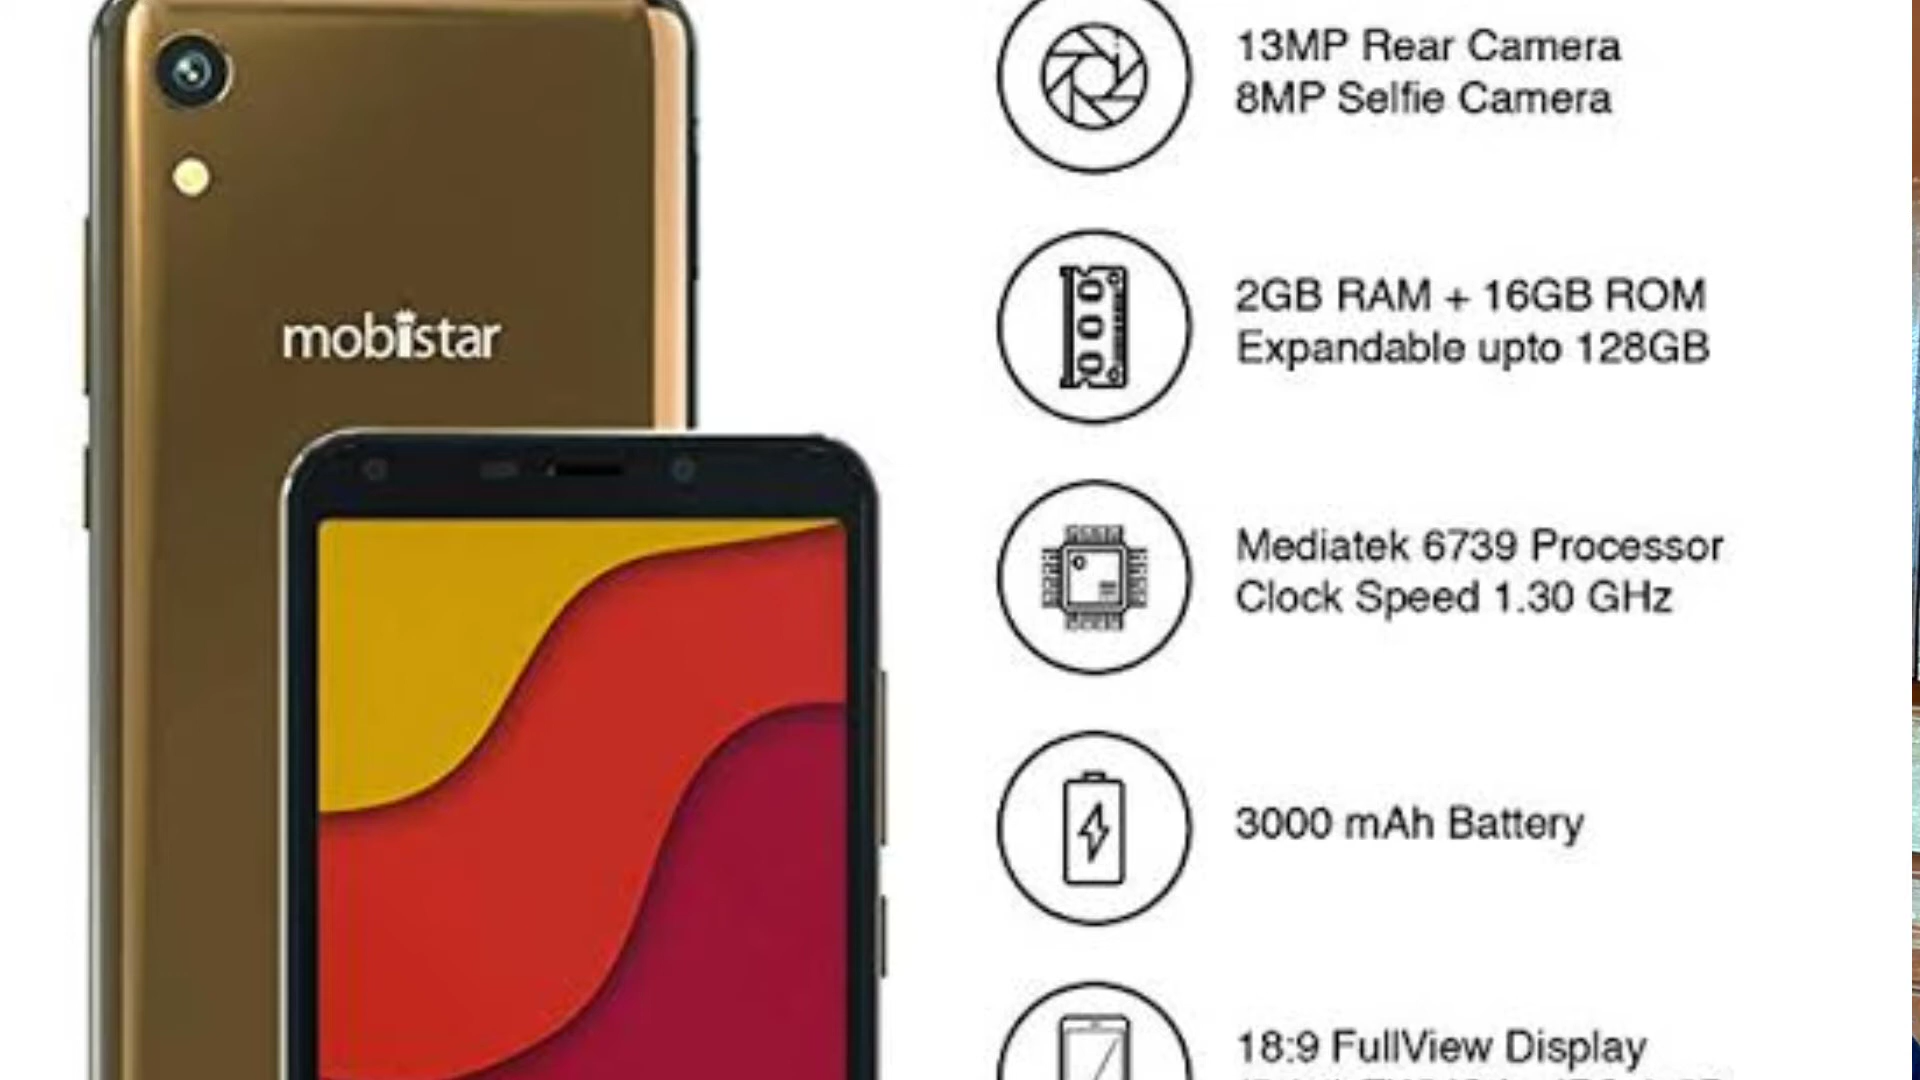 mobiistar
13MP Rear Camera
8MP Selfie Camera
2GB RAM + 16GB ROM
Expandable upto 128GB
Mediatek 6739 Processor
Clock Speed 1.30 GHz
3000 mAh Battery
18:9 FullView Display